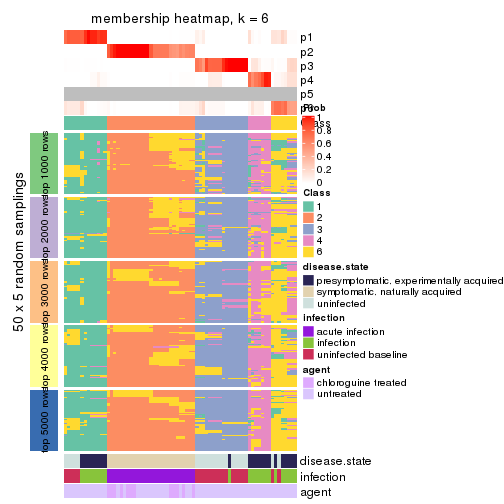 membership heatmap, k = 6
p1
p2
p3
p4
p5
p6
Prob
1
0.8
0.6
0.4
0.2
0
Class
Class
1
2
3
4
6
50 x 5 random samplings
top 1000 rows
top 2000 rows
top 3000 rows
top 4000 rows
top 5000 rows
disease.state
presymptomatic. experimentally acquired
symptomatic. naturally acquired
uninfected
infection
acute infection
infection
uninfected baseline
agent
chloroguine treated
untreated
disease.state
infection
agent